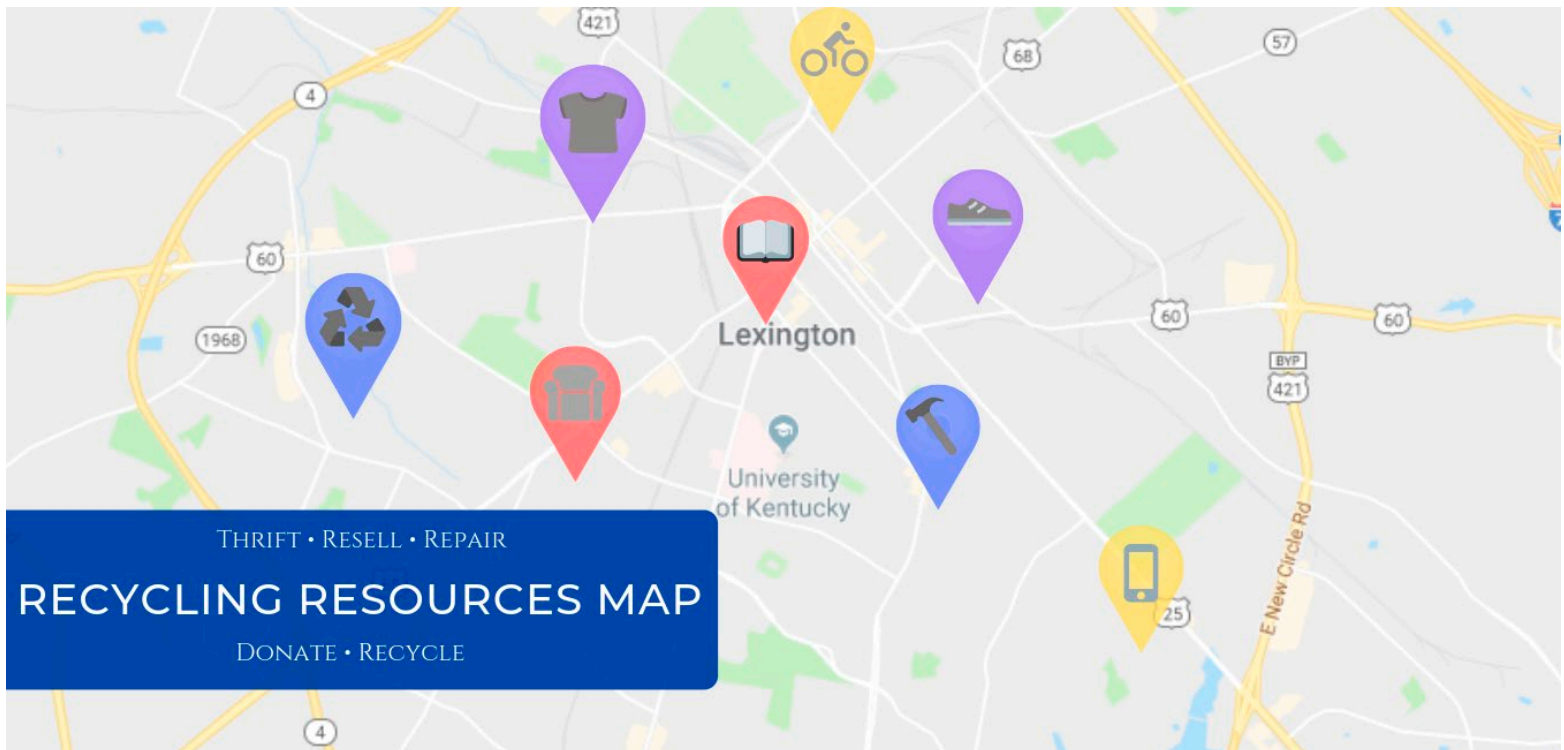 421
68
57
4
60
1968
Lexington
60
60
BYP
421
University
of Kentucky
THRIFT • RESELL • REPAIR
RECYCLING RESOURCES MAP
DONATE • RECYCLE
25
E New Circle Rd
4